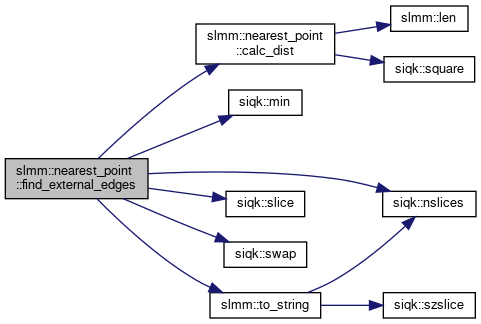 slmm::nearest_point
::find_external_edges
slmm::nearest_point
::calc_dist
slmm::len
siqk::square
siqk::min
siqk::nslices
siqk::slice
siqk::swap
slmm::to_string
siqk::szslice